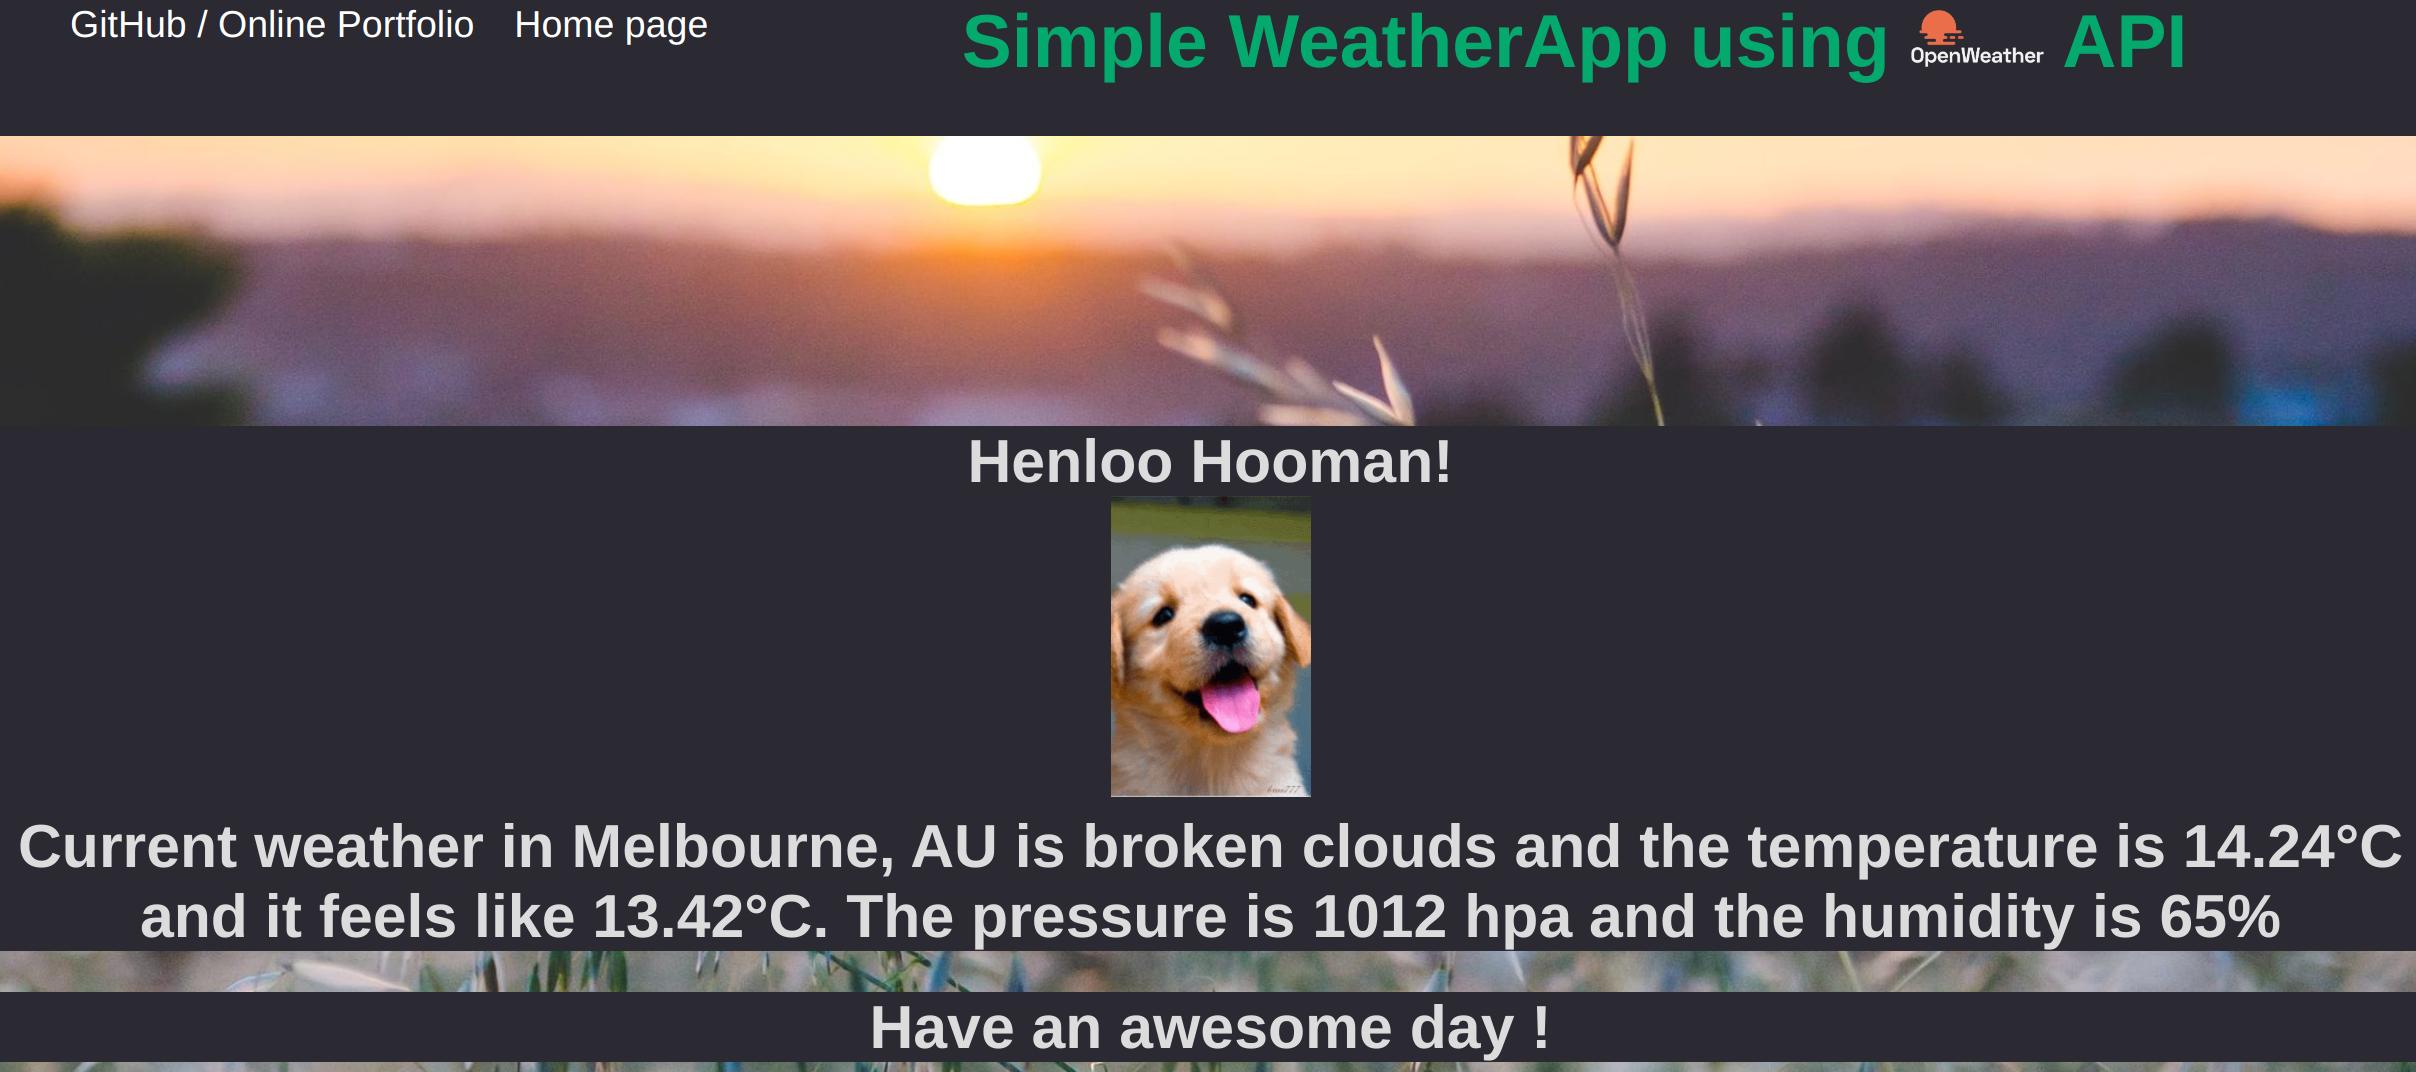 GitHub / Online Portfolio Home page
Simple WeatherApp using OpenWeather API
Henloo Hooman!
Current weather in Melbourne, AU is broken clouds and the temperature is 14.24°C
and it feels like 13.42°C. The pressure is 1012 hpa and the humidity is 65%
Have an awesome day !